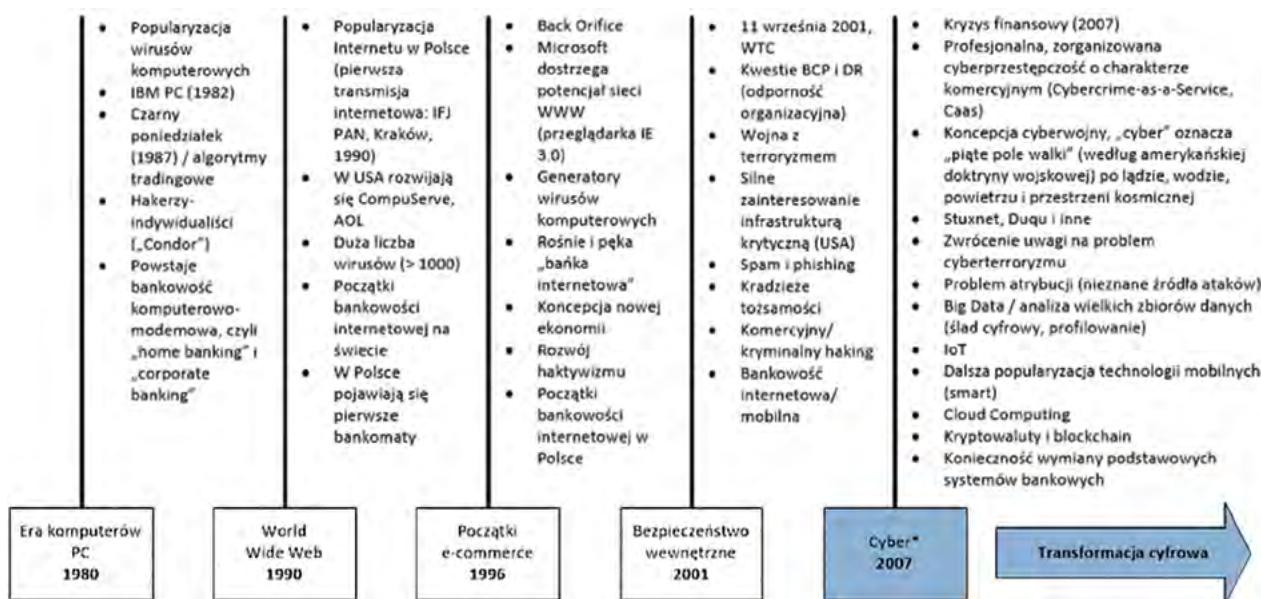 • Popularyzacja
wirusów
komputerowych
• IBM PC (1982)
• Czarny
poniedziałek
(1987) / algorytmy
tradingowe
• Hakerzy-
indywidualiści
(„Condor”)
• Powstaje
bankowość
komputerowo-
modemowa, czyli
„home banking” i
„corporate
banking”
• Popularyzacja
Internetu w Polsce
(pierwsza
transmisja
internetowa: IFJ
PAN, Kraków,
1990)
• W USA rozwijają
się CompuServe,
AOL
• Duża liczba
wirusów (> 1000)
• Początki
bankowości
internetowej na
świecie
• W Polsce
pojawiają się
pierwsze
bankomaty
• Back Orifice
• Microsoft
dostrzega
potencjał sieci
WWW
(przeglądarka IE
3.0)
• Generatory
wirusów
komputerowych
• Rośnie i pęka
„bańka
internetowa”
• Koncepcja nowej
ekonomii
• Rozwój
haktywizmu
• Początki
bankowości
internetowej w
Polsce
• 11 września 2001,
WTC
• Kwestie BCP i DR
(odporność
organizacyjna)
• Wojna z
terroryzmem
• Silne
zainteresowanie
infrastrukturą
krytyczną (USA)
• Spam i phishing
• Kradzieże
tożsamości
• Komercyjny/
kryminalny haking
• Bankowość
internetowa/
mobilna
• Kryzys finansowy (2007)
• Profesjonalna, zorganizowana
cyberprzestępczość o charakterze
komercyjnym (Cybercrime-as-a-Service,
Caas)
• Koncepcja cyberwojny, „cyber” oznacza
„piąte pole walki” (według amerykańskiej
doktryny wojskowej) po lądzie, wodzie,
powietrzu i przestrzeni kosmicznej
• Stuxnet, Duqu i inne
• Zwrócenie uwagi na problem
cyberterroryzmu
• Problem atrybucji (nieznane źródła ataków)
• Big Data / analiza wielkich zbiorów danych
(ślad cyfrowy, profilowanie)
• IoT
• Dalsza popularyzacja technologii mobilnych
(smart)
• Cloud Computing
• Kryptowaluty i blockchain
• Konieczność wymiany podstawowych
systemów bankowych
Era komputerów
PC
1980
World
Wide Web
1990
Początki
e-commerce
1996
Bezpieczeństwo
wewnętrzne
2001
Cyber*
2007
Transformacja cyfrowa